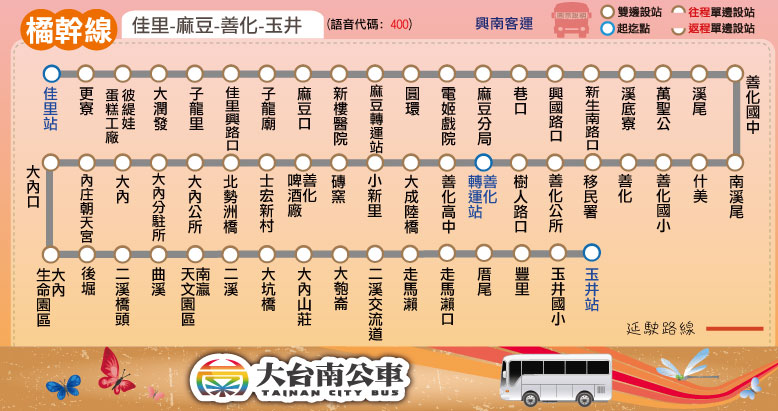 橘幹線
佳里-麻豆-善化-玉井
(語音代碼：400)
興南客運
雙邊設站
往程單邊設站
起迄點
返程單邊設站
佳里站
更寮
彼緹娃蛋糕工廠
大潤發
子龍里
佳里興路口
子龍廟
麻豆口
新樓醫院
麻豆轉運站
圓環
電姬戲院
麻豆分局
巷口
興國路口
新生南路口
溪底寮
萬聖公
溪尾
善化國中
南溪尾
什美
善化國小
善化
移民署
善化公所
樹人路口
善化轉運站
善化高中
大成陸橋
小新里
磚窯
善化啤酒廠
士宏新村
北勢洲橋
大內公所
大內分駐所
大內
內庄朝天宮
大內口
大內生命園區
後堀
二溪橋頭
曲溪
南瀛天文園區
二溪
大坑橋
大內山莊
大匏崙
二溪交流道
走馬瀨
走馬瀨口
厝尾
豐里
玉井國小
玉井站
延駛路線
大台南公車
TAINAN CITY BUS